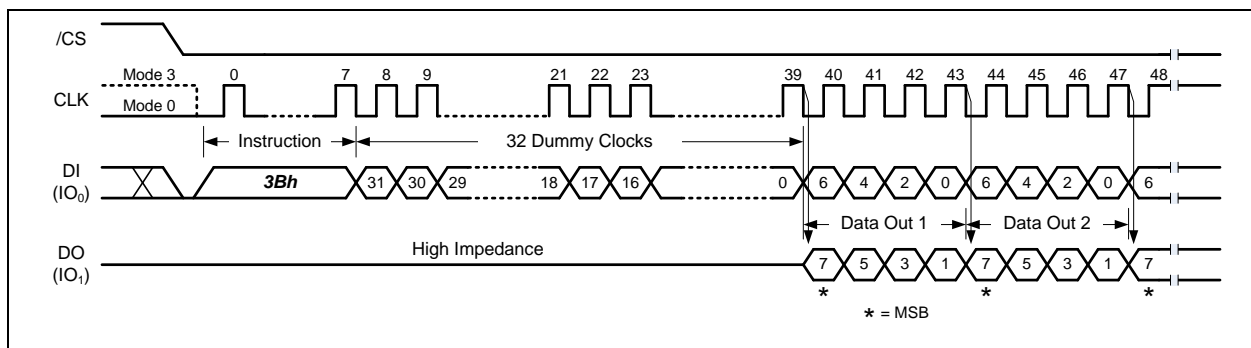 /CS
Mode 3 0 7 8 9 21 22 23 39 40 41 42 43 44 45 46 47 48
CLK
Mode 0
Instruction 32 Dummy Clocks
DI
(IO0) 3Bh 31 30 29 18 17 16 0 6 4 2 0 6 4 2 0 6
Data Out 1 Data Out 2
High Impedance
DO
(IO1) 7 5 3 1 7 5 3 1 7
* * *
* = MSB